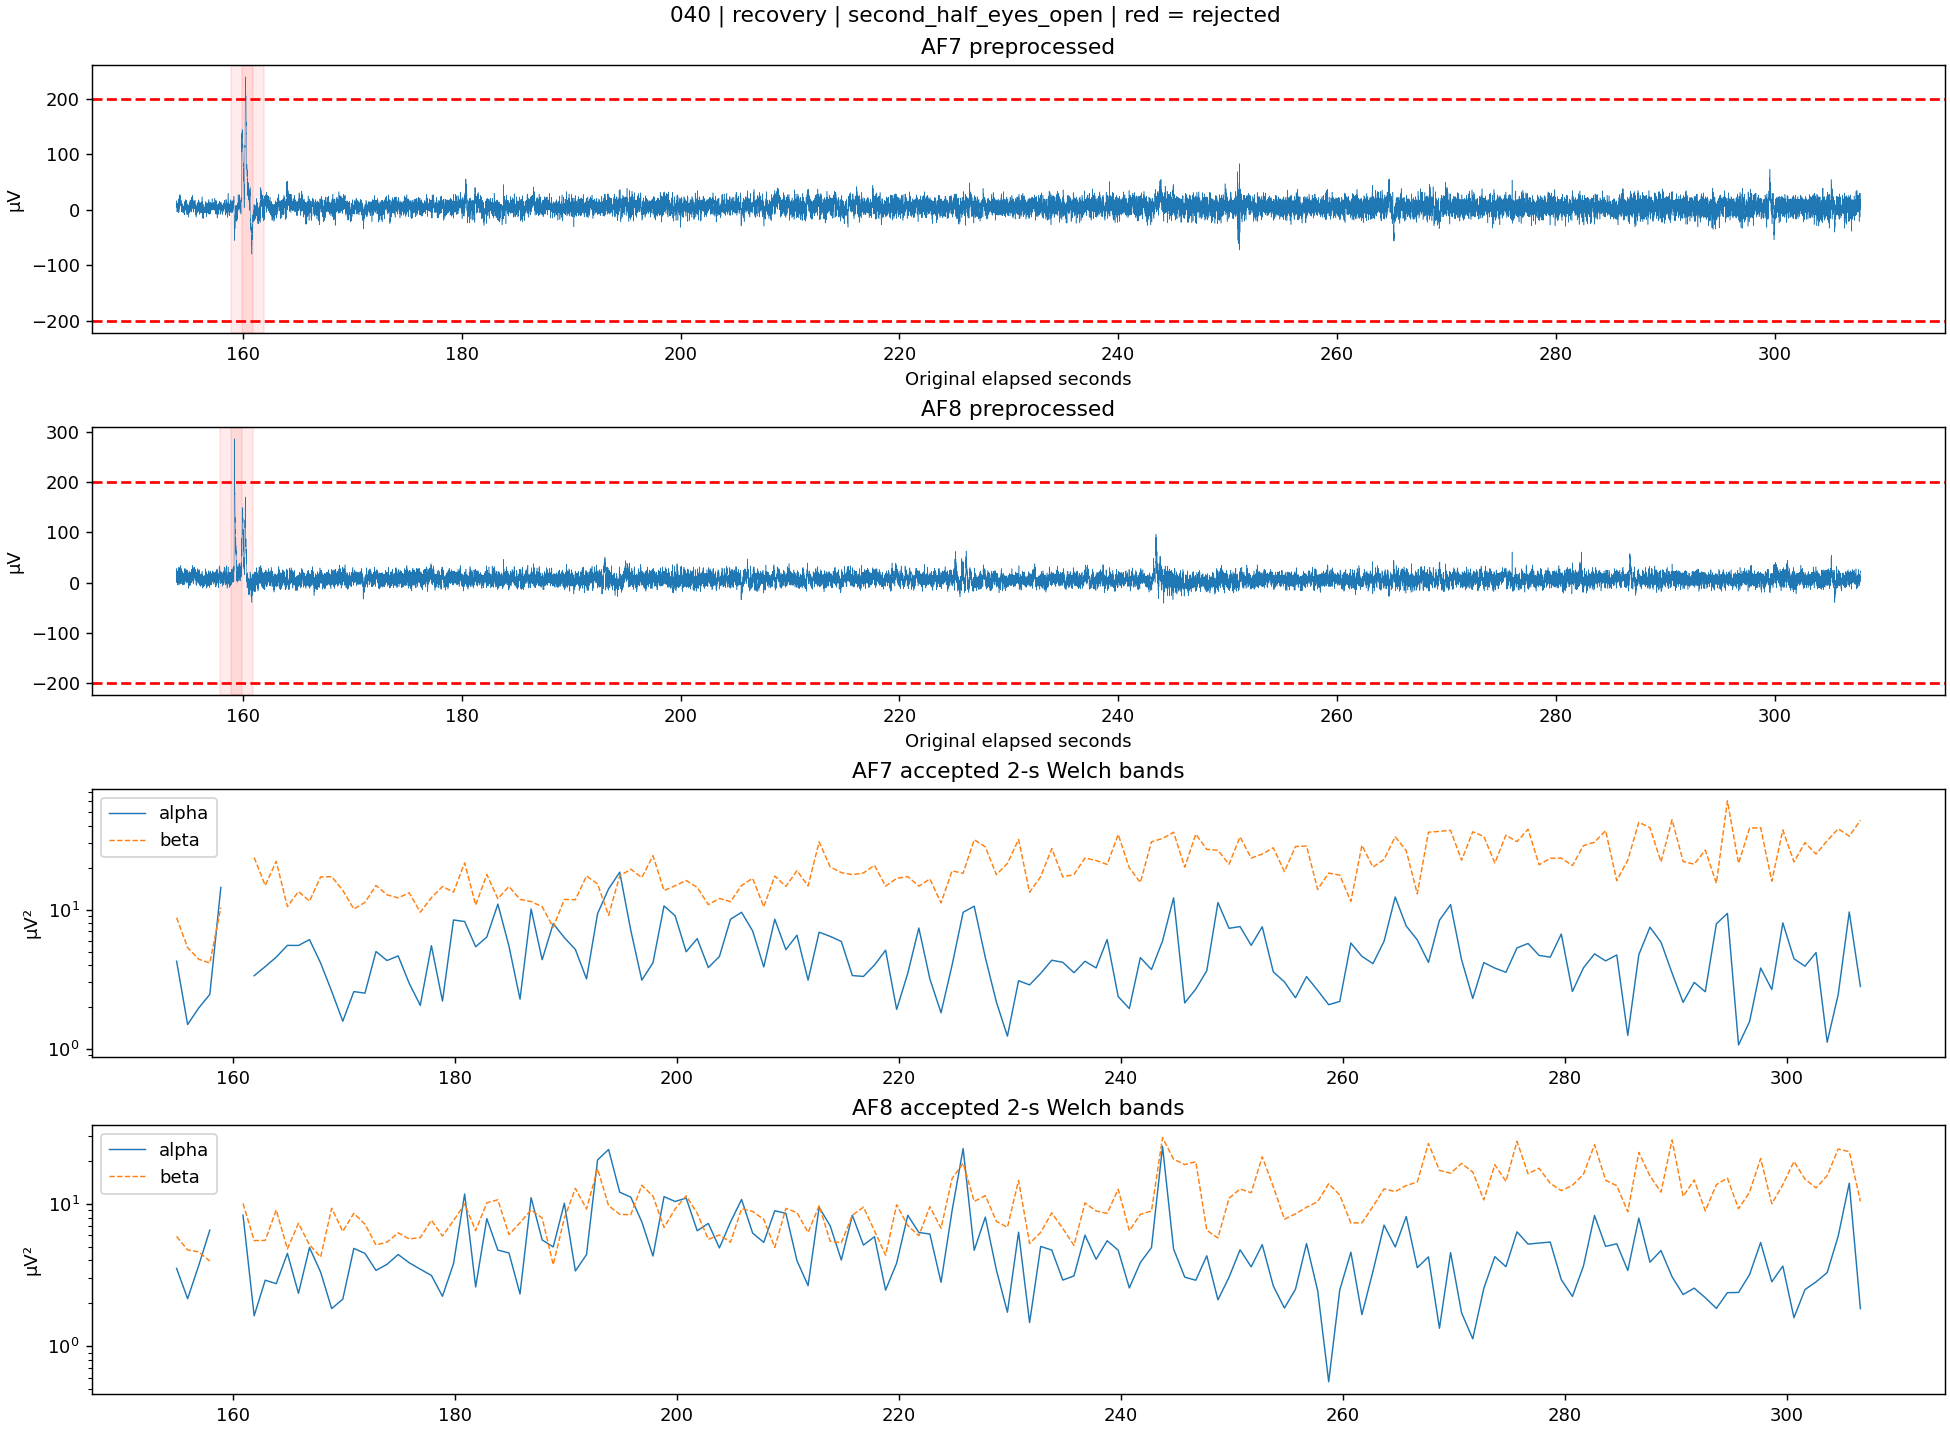 040 | recovery | second_half_eyes_open | red = rejected
AF7 preprocessed
200
100
0
−100
−200
µV
160 180 200 220 240 260 280 300
Original elapsed seconds
AF8 preprocessed
300
200
100
0
−100
−200
µV
160 180 200 220 240 260 280 300
Original elapsed seconds
AF7 accepted 2-s Welch bands
alpha
beta
10¹
10⁰
µV²
160 180 200 220 240 260 280 300
AF8 accepted 2-s Welch bands
alpha
beta
10¹
10⁰
µV²
160 180 200 220 240 260 280 300